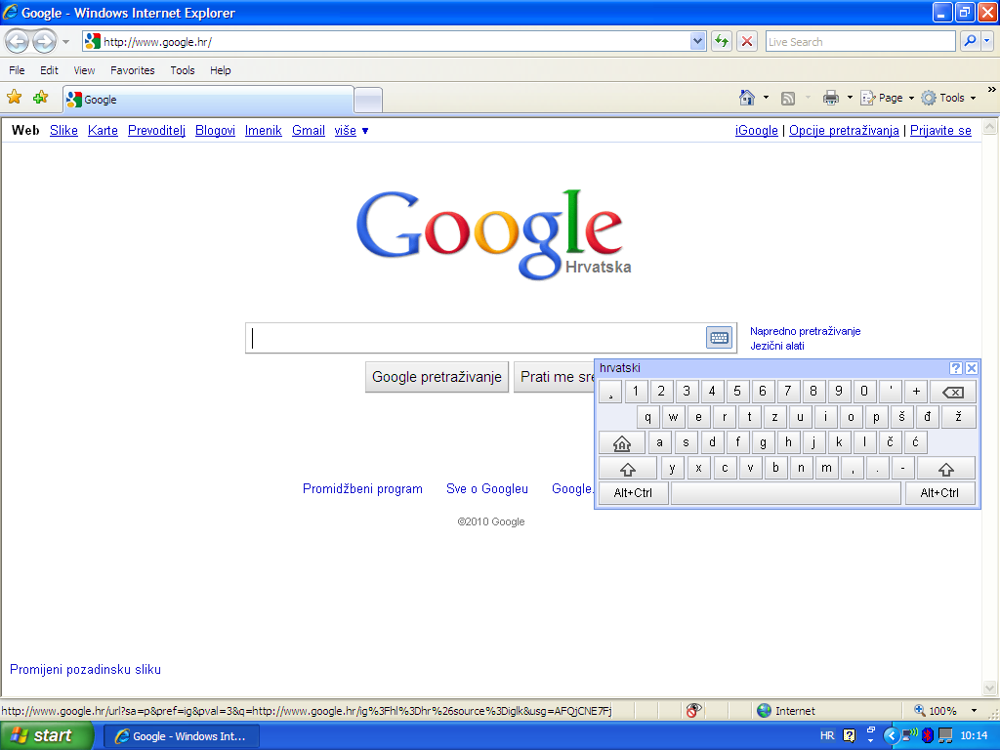 Google - Windows Internet Explorer
http://www.google.hr/
Live Search
File Edit View Favorites Tools Help
Google
Page Tools »
Web Slike Karte Prevoditelj Blogovi Imenik Gmail više ▼
iGoogle | Opcije pretraživanja | Prijavite se
Google
Hrvatska
Napredno pretraživanje
Jezični alati
Google pretraživanje
Prati me
hrvatski
¸ 1 2 3 4 5 6 7 8 9 0 ' +
q w e r t z u i o p š đ ž
a s d f g h j k l č ć
y x c v b n m , . -
Alt+Ctrl Alt+Ctrl
Promidžbeni program Sve o Googleu Google.
©2010 Google
Promijeni pozadinsku sliku
http://www.google.hr/url?sa=p&pref=ig&pval=3&q=http://www.google.hr/ig%3Fhl%3Dhr%26source%3Diglk&usg=AFQjCNE7Fj
Internet
100%
start
Google - Windows Int...
HR
10:14